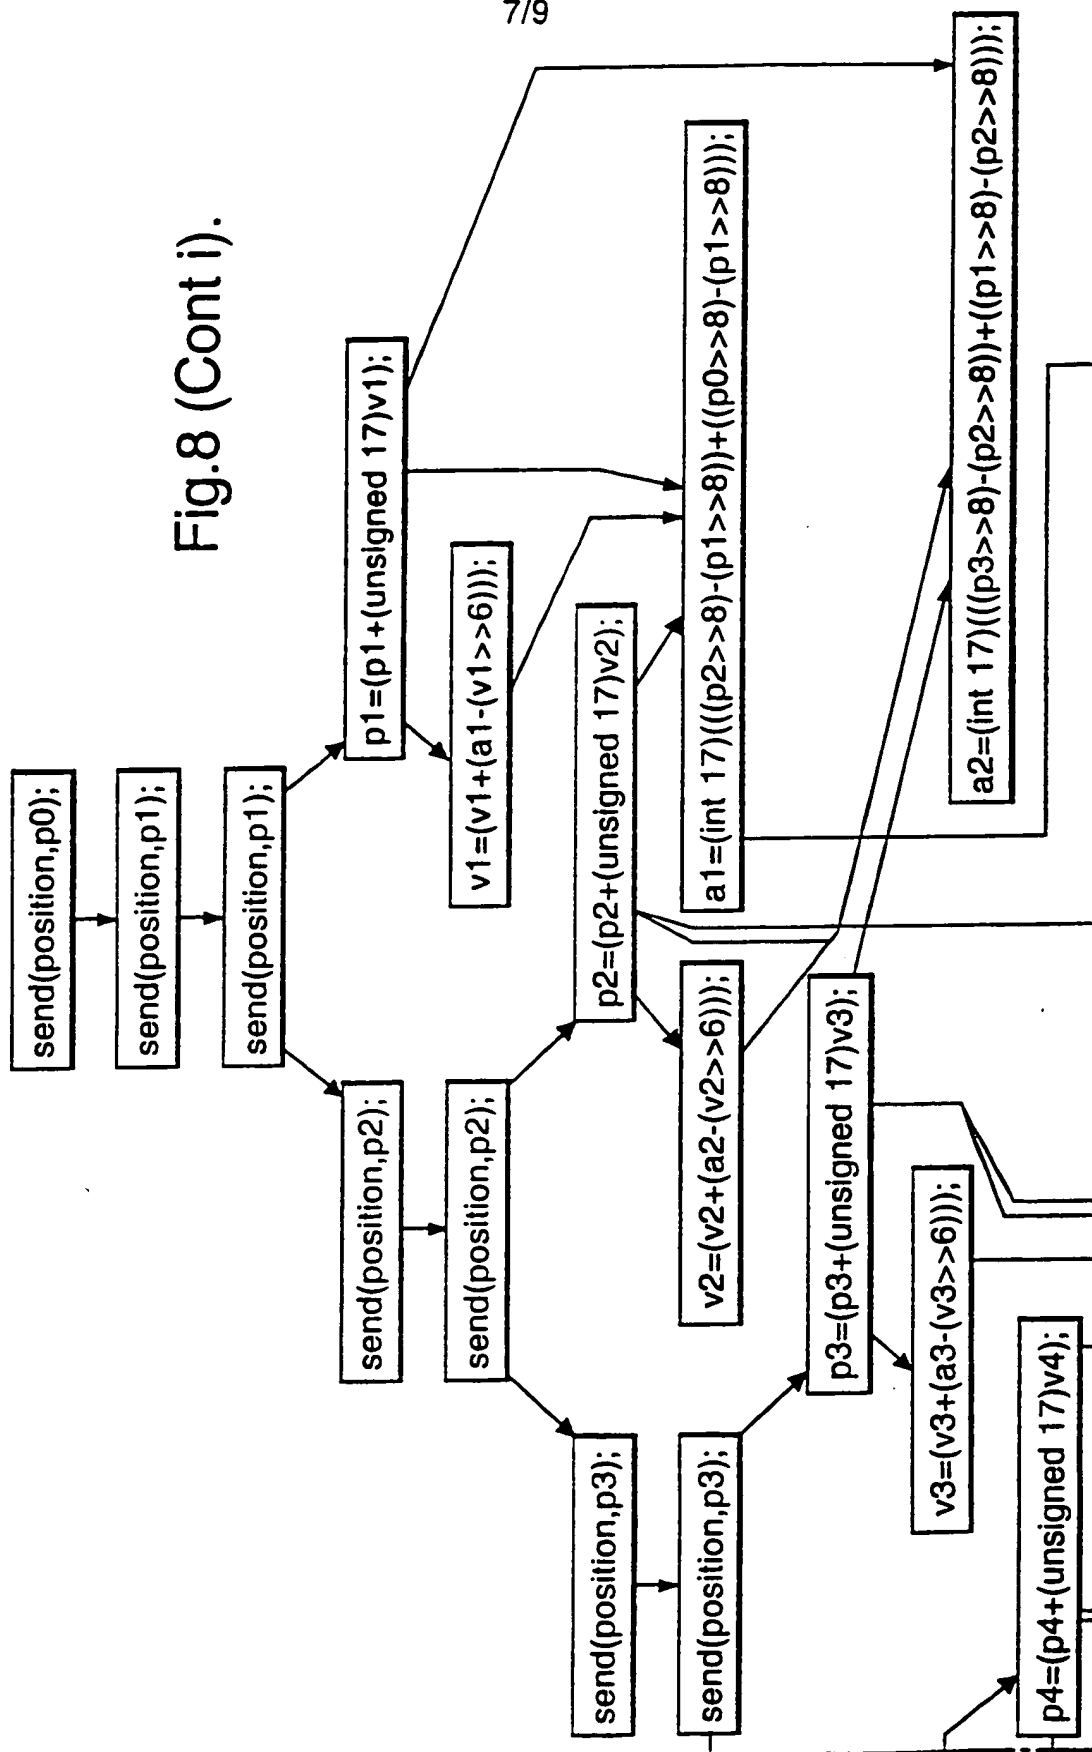 7/9
Fig.8 (Cont i).
send(position,p0);
send(position,p1);
send(position,p1);
p1=(p1+(unsigned 17)v1);
send(position,p2);
v1=(v1+(a1-(v1>>6)));
send(position,p2);
p2=(p2+(unsigned 17)v2);
send(position,p3);
a1=(int 17)(((p2>>8)-(p1>>8))+((p0>>8)-(p1>>8)));
v2=(v2+(a2-(v2>>6)));
send(position,p3);
p3=(p3+(unsigned 17)v3);
v3=(v3+(a3-(v3>>6)));
a2=(int 17)(((p3>>8)-(p2>>8))+((p1>>8)-(p2>>8)));
p4=(p4+(unsigned 17)v4);